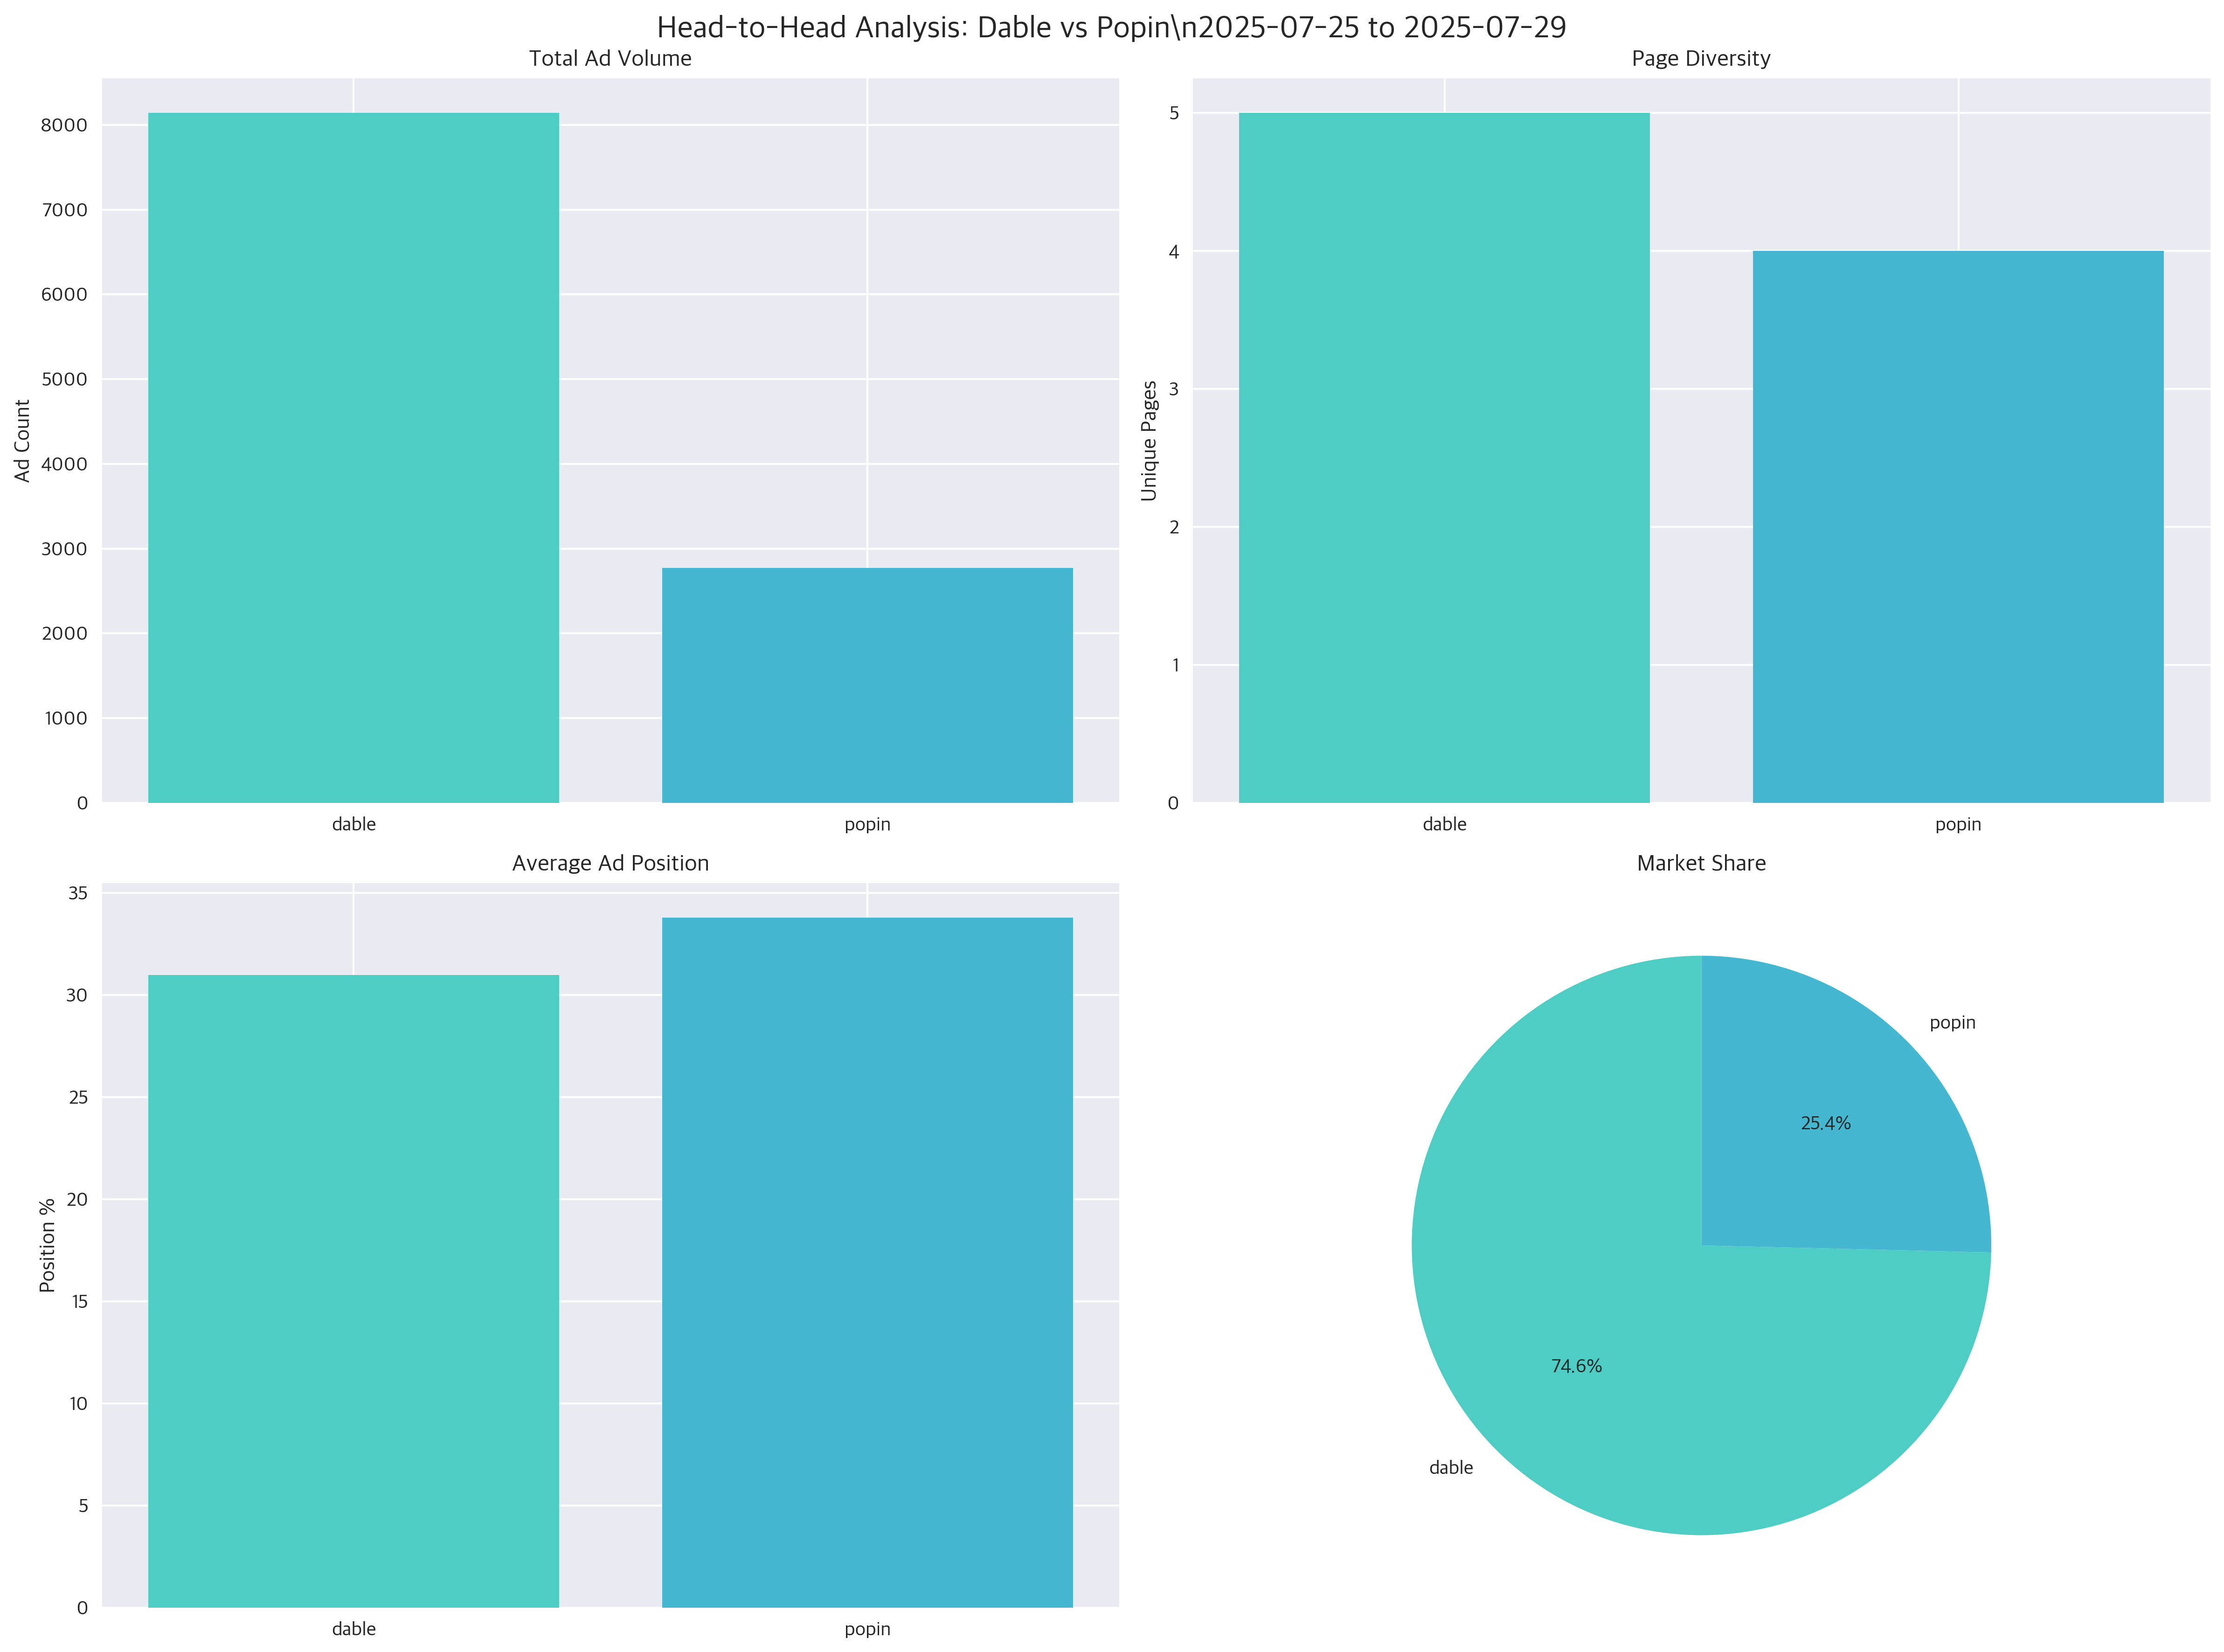 Head-to-Head Analysis: Dable vs Popin\n2025-07-25 to 2025-07-29
Total Ad Volume
Ad Count
8000
7000
6000
5000
4000
3000
2000
1000
0
dable
popin
Page Diversity
Unique Pages
5
4
3
2
1
0
dable
popin
Average Ad Position
Position %
35
30
25
20
15
10
5
0
dable
popin
Market Share
popin
25.4%
74.6%
dable